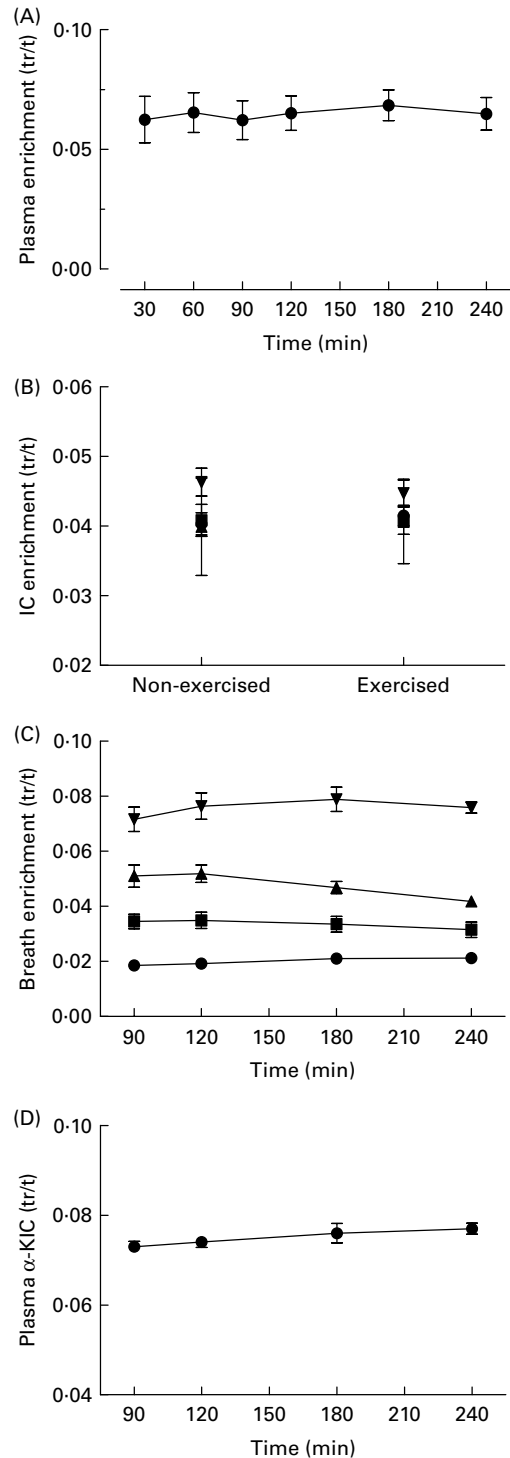 (A)
0·10
0·05
0·00
Plasma enrichment (tr/t)
30 60 90 120 150 180 210 240
Time (min)
(B)
0·06
0·05
0·04
0·03
0·02
IC enrichment (tr/t)
Non-exercised Exercised
(C)
0·10
0·08
0·06
0·04
0·02
0·00
Breath enrichment (tr/t)
90 120 150 180 210 240
Time (min)
(D)
0·10
0·08
0·06
0·04
Plasma α-KIC (tr/t)
90 120 150 180 210 240
Time (min)